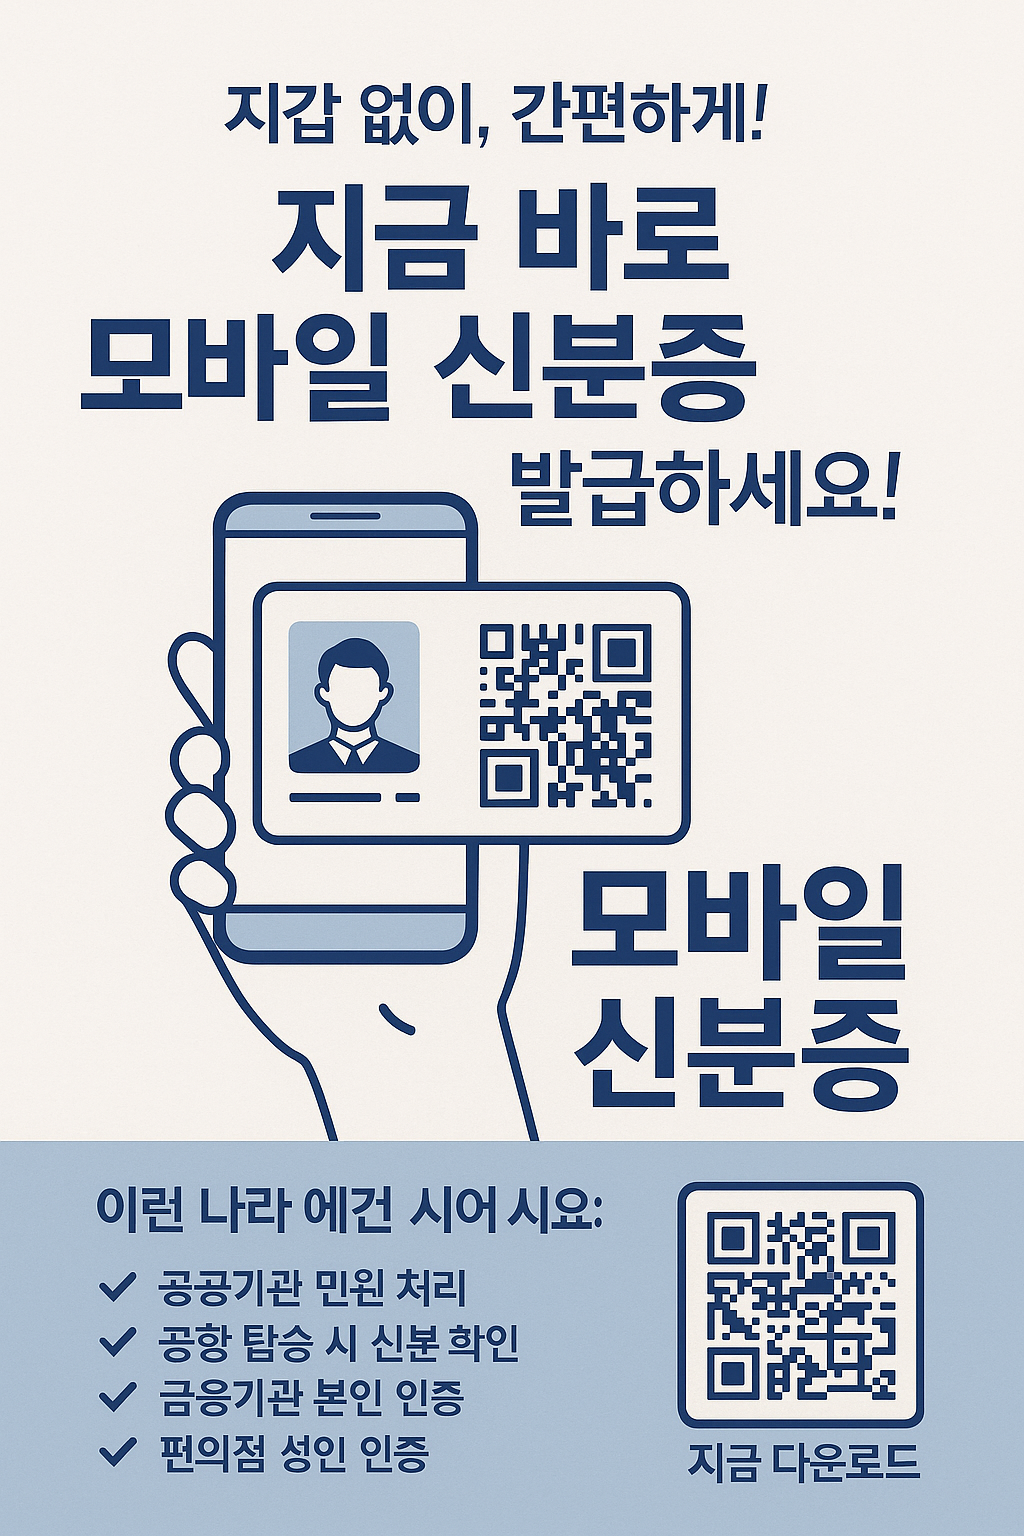 지갑 없이, 간편하게!
지금 바로
모바일 신분증
발급하세요!
모바일
신분증
이런 나라 에건 시어 시요:
공공기관 민원 처리
공항 탑승 시 신분 확인
금융기관 본인 인증
편의점 성인 인증
지금 다운로드